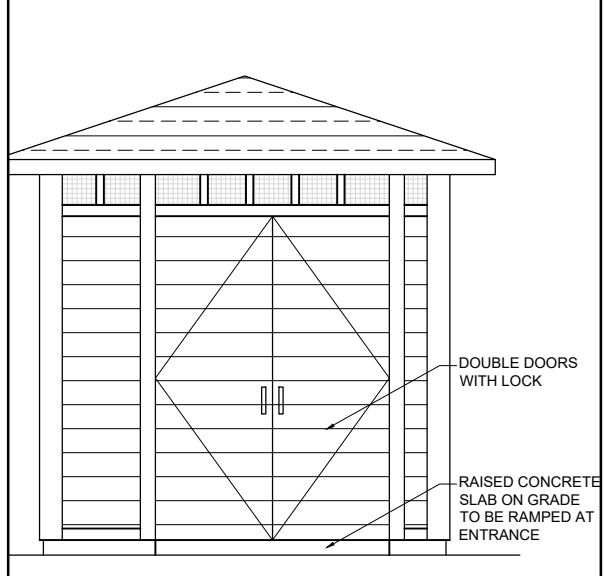 DOUBLE DOORS
WITH LOCK
RAISED CONCRETE
SLAB ON GRADE
TO BE RAMPED AT
ENTRANCE